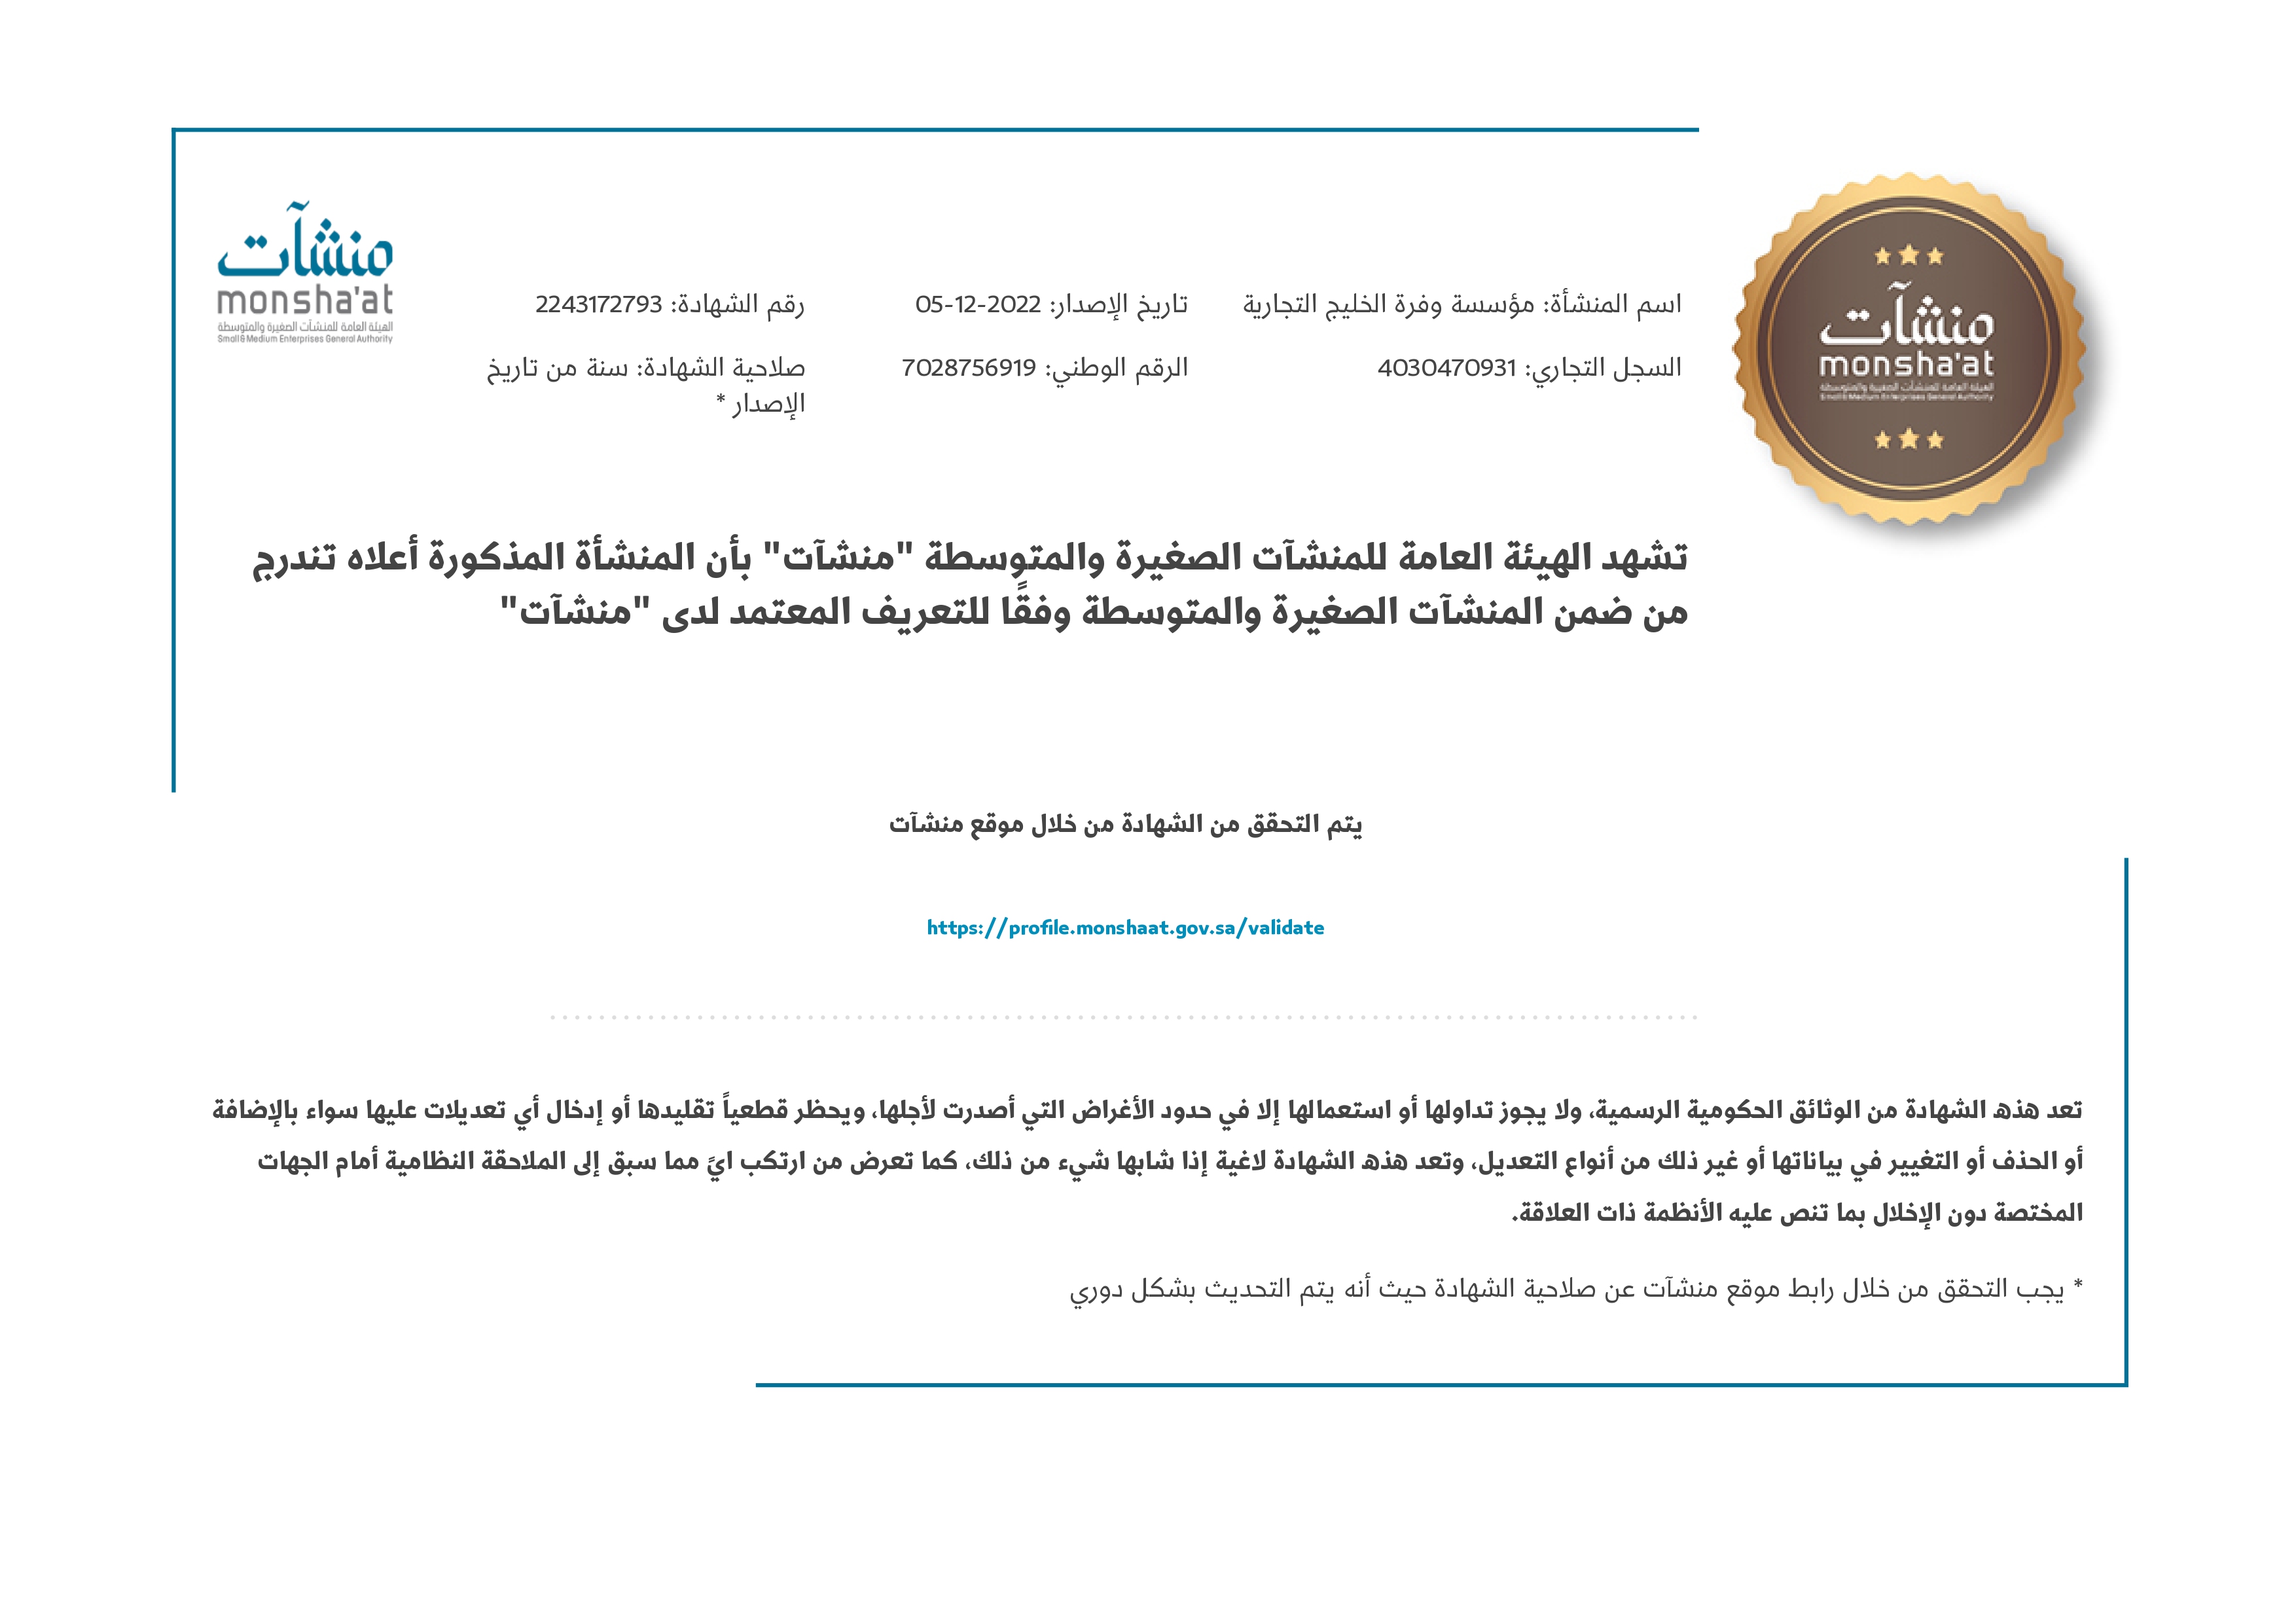 منشآت
monsha'at
الهيئة العامة للمنشآت الصغيرة والمتوسطة
Small & Medium Enterprises General Authority
منشآت
monsha'at
الهيئة العامة للمنشآت الصغيرة والمتوسطة
Small & Medium Enterprises General Authority
اسم المنشأة: مؤسسة وفرة الخليج التجارية
تاريخ الإصدار: 2022-12-05
رقم الشهادة: 2243172793
السجل التجاري: 4030470931
الرقم الوطني: 7028756919
صلاحية الشهادة: سنة من تاريخ
الإصدار *
تشهد الهيئة العامة للمنشآت الصغيرة والمتوسطة "منشآت" بأن المنشأة المذكورة أعلاه تندرج
من ضمن المنشآت الصغيرة والمتوسطة وفقًا للتعريف المعتمد لدى "منشآت"
يتم التحقق من الشهادة من خلال موقع منشآت
https://profile.monshaat.gov.sa/validate
تعد هذه الشهادة من الوثائق الحكومية الرسمية، ولا يجوز تداولها أو استعمالها إلا في حدود الأغراض التي أصدرت لأجلها، ويحظر قطعياً تقليدها أو إدخال أي تعديلات عليها سواء بالإضافة
أو الحذف أو التغيير في بياناتها أو غير ذلك من أنواع التعديل، وتعد هذه الشهادة لاغية إذا شابها شيء من ذلك، كما تعرض من ارتكب ايً مما سبق إلى الملاحقة النظامية أمام الجهات
المختصة دون الإخلال بما تنص عليه الأنظمة ذات العلاقة.
* يجب التحقق من خلال رابط موقع منشآت عن صلاحية الشهادة حيث أنه يتم التحديث بشكل دوري